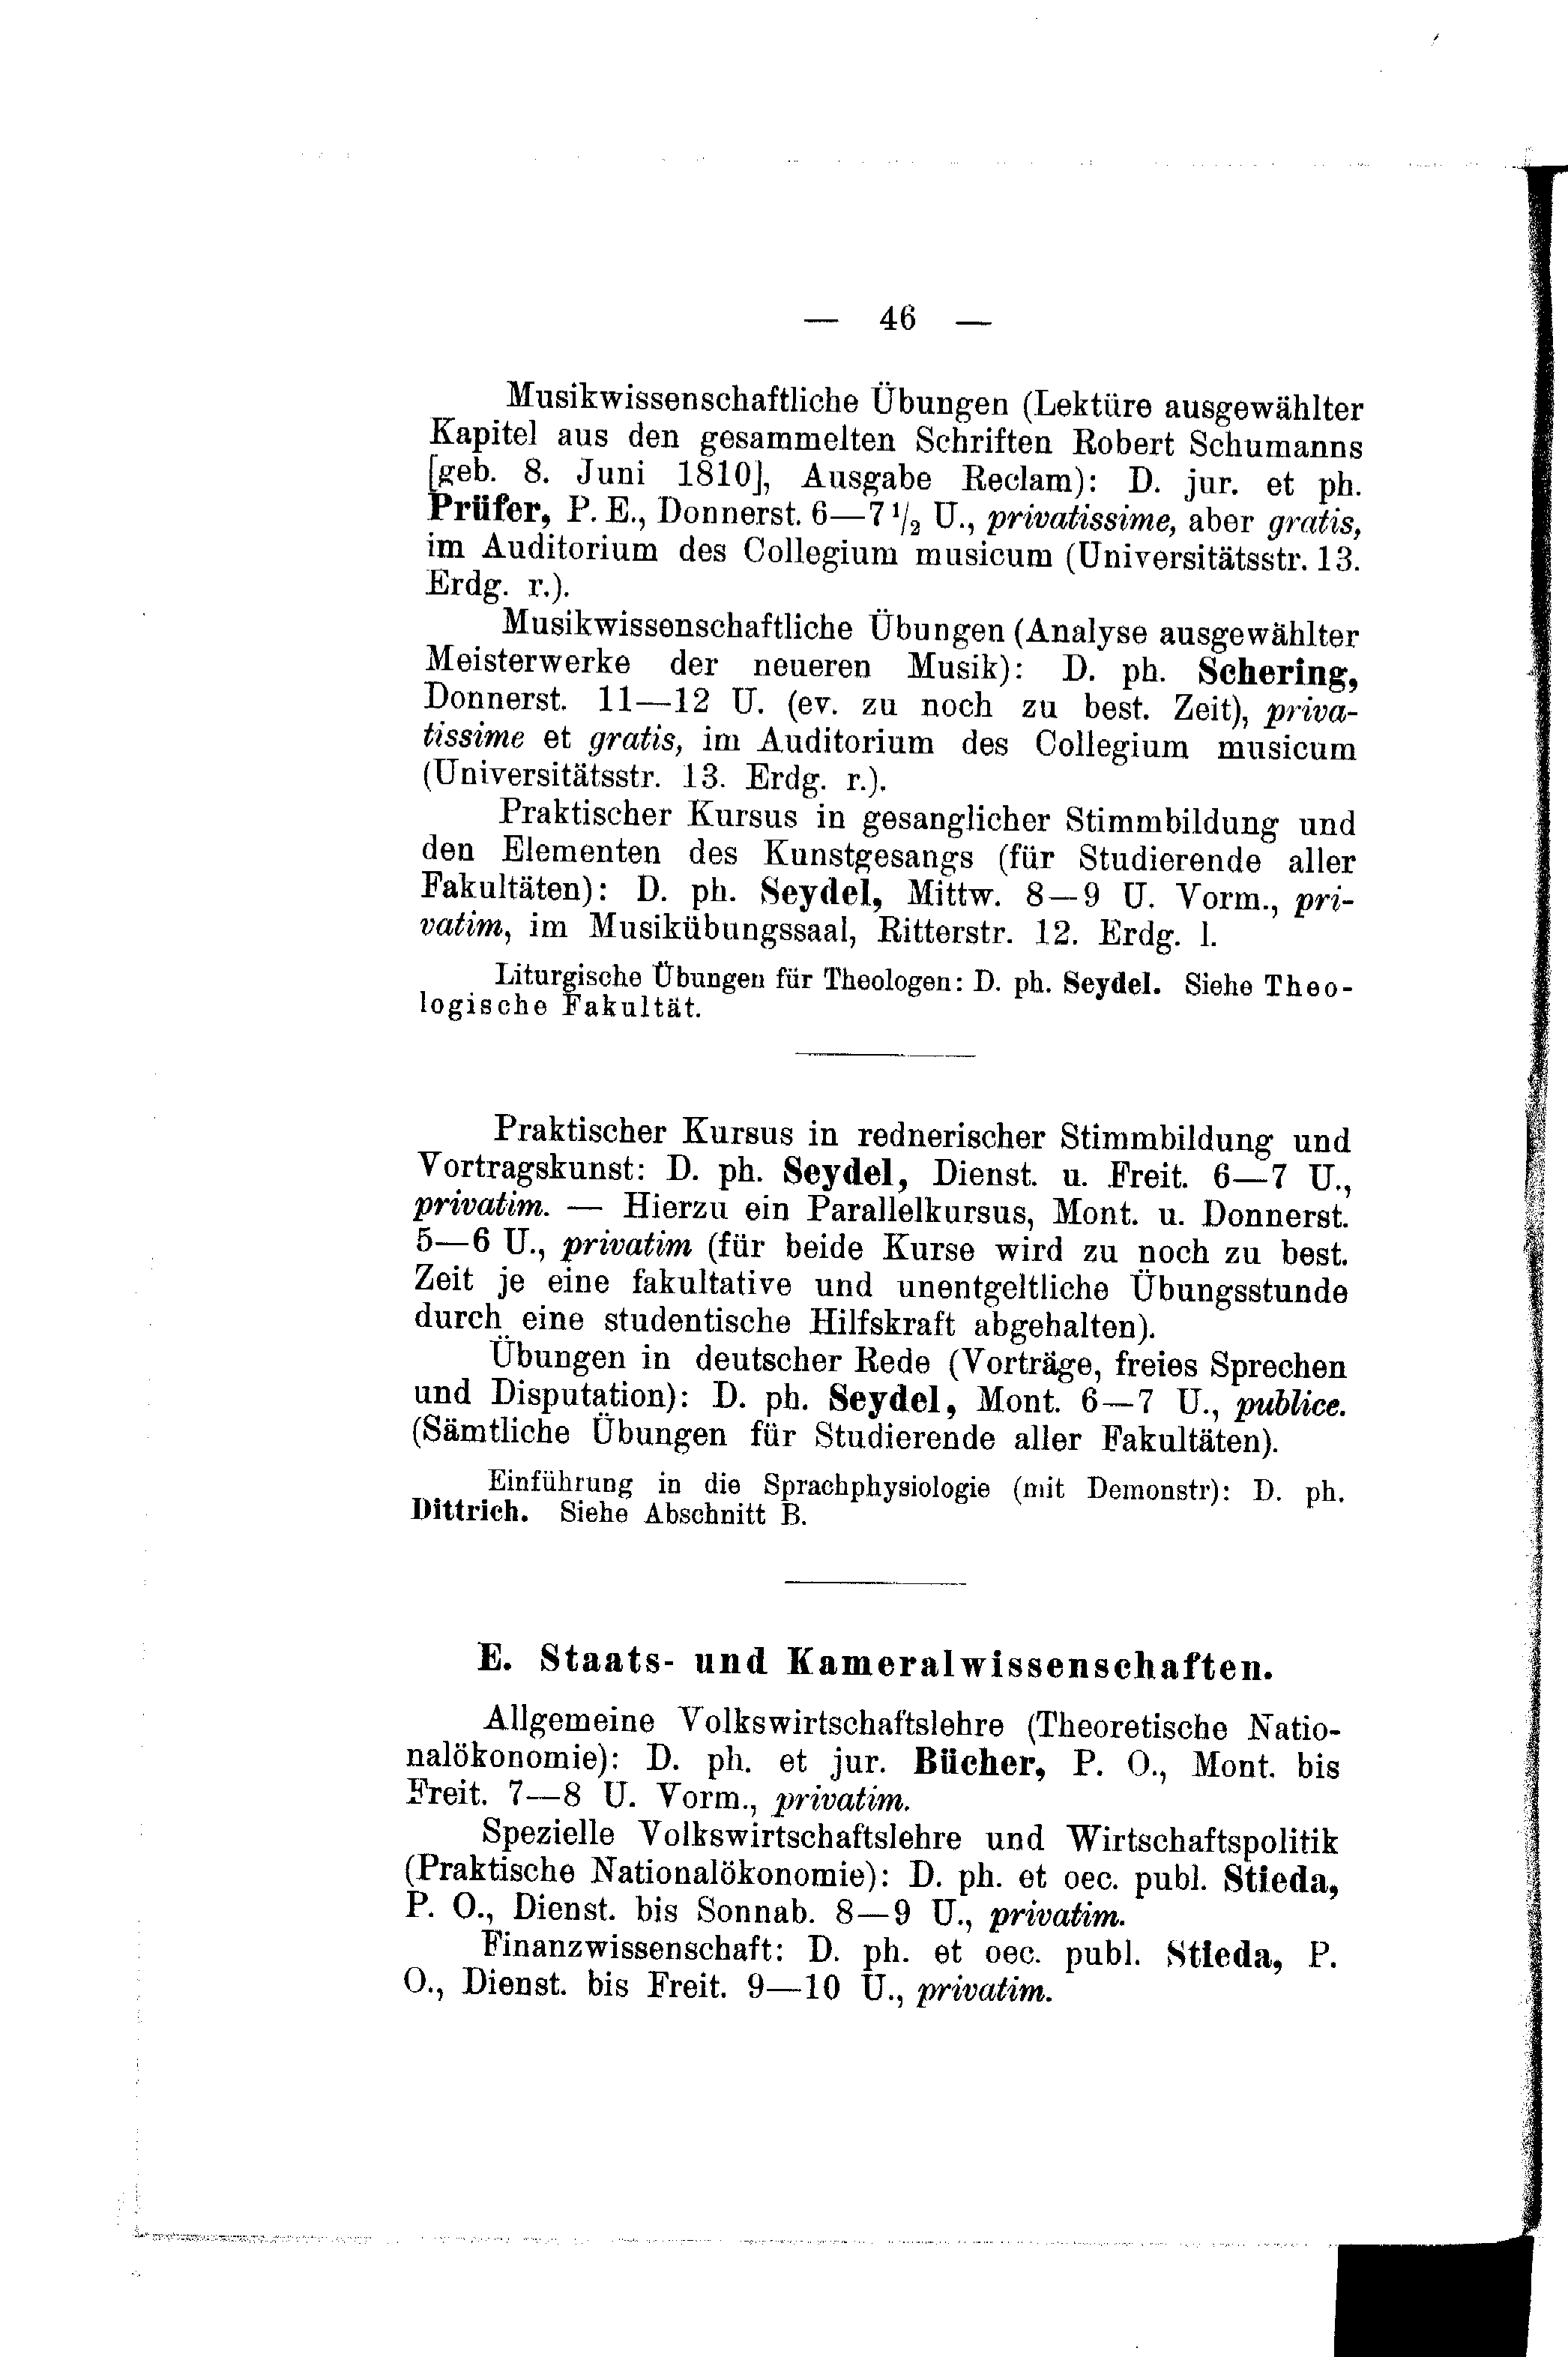 — 46 —
Musikwissenschaftliche Übungen (Lektüre ausgewählter
Kapitel aus den gesammelten Schriften Robert Schumanns
[geb. 8. Juni 1810], Ausgabe Reclam): D. jur. et ph.
Prüfer, P. E., Donnerst. 6—7 1/2 U., privatissime, aber gratis,
im Auditorium des Collegium musicum (Universitätsstr. 13.
Erdg. r.).
Musikwissenschaftliche Übungen (Analyse ausgewählter
Meisterwerke der neueren Musik): D. ph. Schering,
Donnerst. 11—12 U. (ev. zu noch zu best. Zeit), priva-
tissime et gratis, im Auditorium des Collegium musicum
(Universitätsstr. 13. Erdg. r.).
Praktischer Kursus in gesanglicher Stimmbildung und
den Elementen des Kunstgesangs (für Studierende aller
Fakultäten): D. ph. Seydel, Mittw. 8—9 U. Vorm., pri-
vatim, im Musikübungssaal, Ritterstr. 12. Erdg. l.
Liturgische Übungen für Theologen: D. ph. Seydel. Siehe Theo-
logische Fakultät.
Praktischer Kursus in rednerischer Stimmbildung und
Vortragskunst: D. ph. Seydel, Dienst. u. Freit. 6—7 U.,
privatim. — Hierzu ein Parallelkursus, Mont. u. Donnerst.
5—6 U., privatim (für beide Kurse wird zu noch zu best.
Zeit je eine fakultative und unentgeltliche Übungsstunde
durch eine studentische Hilfskraft abgehalten).
Übungen in deutscher Rede (Vorträge, freies Sprechen
und Disputation): D. ph. Seydel, Mont. 6—7 U., publice.
(Sämtliche Übungen für Studierende aller Fakultäten).
Einführung in die Sprachphysiologie (mit Demonstr): D. ph.
Dittrich. Siehe Abschnitt B.
E. Staats- und Kameralwissenschaften.
Allgemeine Volkswirtschaftslehre (Theoretische Natio-
nalökonomie): D. ph. et jur. Bücher, P. O., Mont. bis
Freit. 7—8 U. Vorm., privatim.
Spezielle Volkswirtschaftslehre und Wirtschaftspolitik
(Praktische Nationalökonomie): D. ph. et oec. publ. Stieda,
P. O., Dienst. bis Sonnab. 8—9 U., privatim.
Finanzwissenschaft: D. ph. et oec. publ. Stieda, P.
O., Dienst. bis Freit. 9—10 U., privatim.